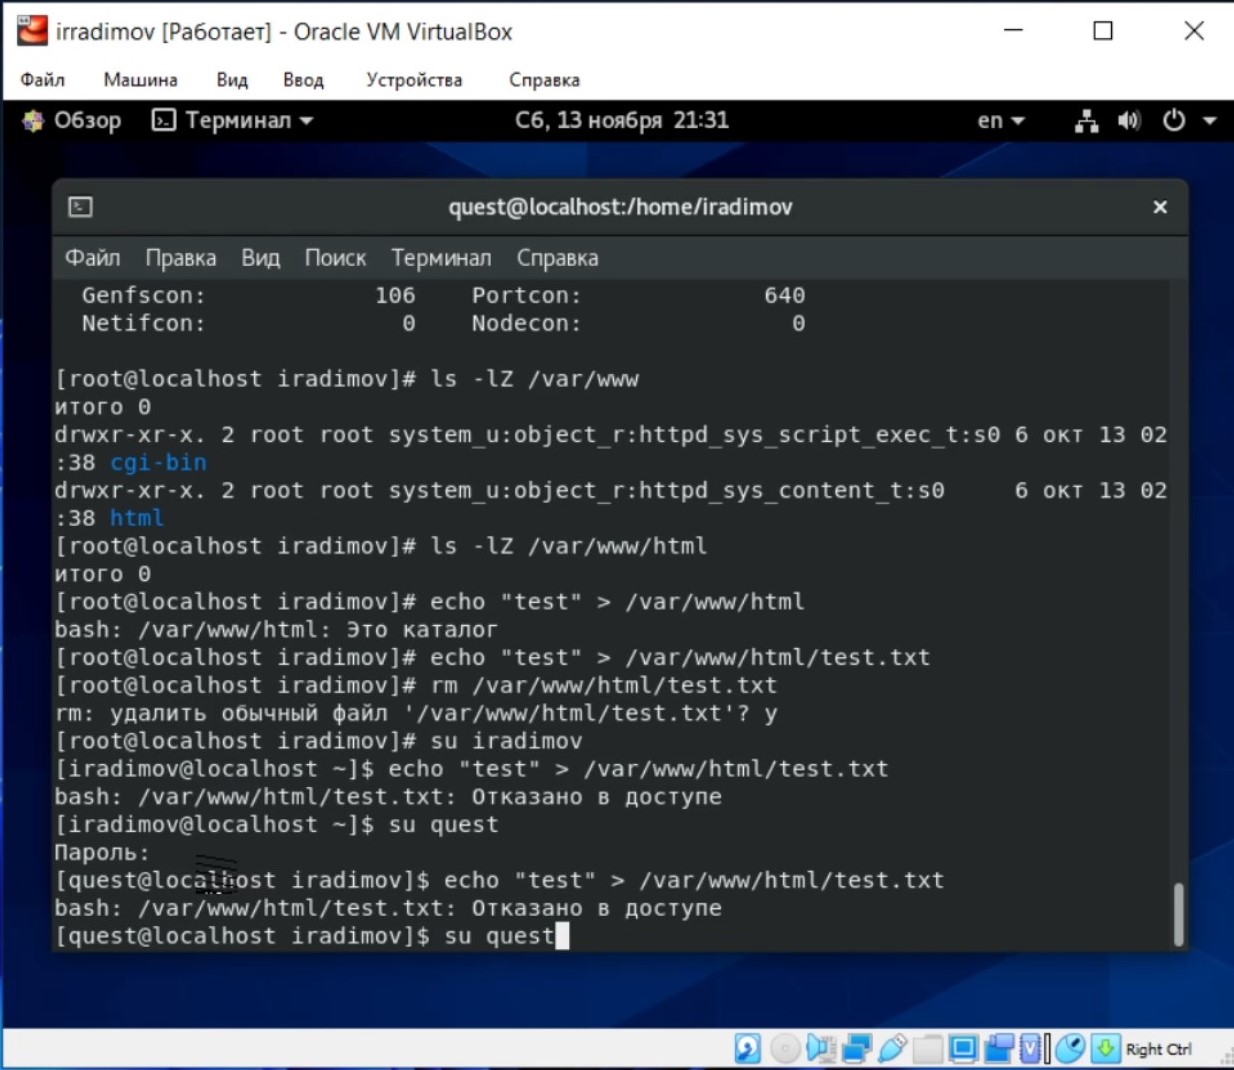 irradimov [Работает] - Oracle VM VirtualBox
Файл Машина Вид Ввод Устройства Справка
Обзор Терминал Сб, 13 ноября 21:31 en
quest@localhost:/home/iradimov
Файл Правка Вид Поиск Терминал Справка
Genfscon: 106 Portcon: 640
Netifcon: 0 Nodecon: 0
[root@localhost iradimov]# ls -lZ /var/www
итого 0
drwxr-xr-x. 2 root root system_u:object_r:httpd_sys_script_exec_t:s0 6 окт 13 02
:38 cgi-bin
drwxr-xr-x. 2 root root system_u:object_r:httpd_sys_content_t:s0 6 окт 13 02
:38 html
[root@localhost iradimov]# ls -lZ /var/www/html
итого 0
[root@localhost iradimov]# echo "test" > /var/www/html
bash: /var/www/html: Это каталог
[root@localhost iradimov]# echo "test" > /var/www/html/test.txt
[root@localhost iradimov]# rm /var/www/html/test.txt
rm: удалить обычный файл '/var/www/html/test.txt'? y
[root@localhost iradimov]# su iradimov
[iradimov@localhost ~]$ echo "test" > /var/www/html/test.txt
bash: /var/www/html/test.txt: Отказано в доступе
[iradimov@localhost ~]$ su quest
Пароль:
[quest@localhost iradimov]$ echo "test" > /var/www/html/test.txt
bash: /var/www/html/test.txt: Отказано в доступе
[quest@localhost iradimov]$ su quest
Right Ctrl